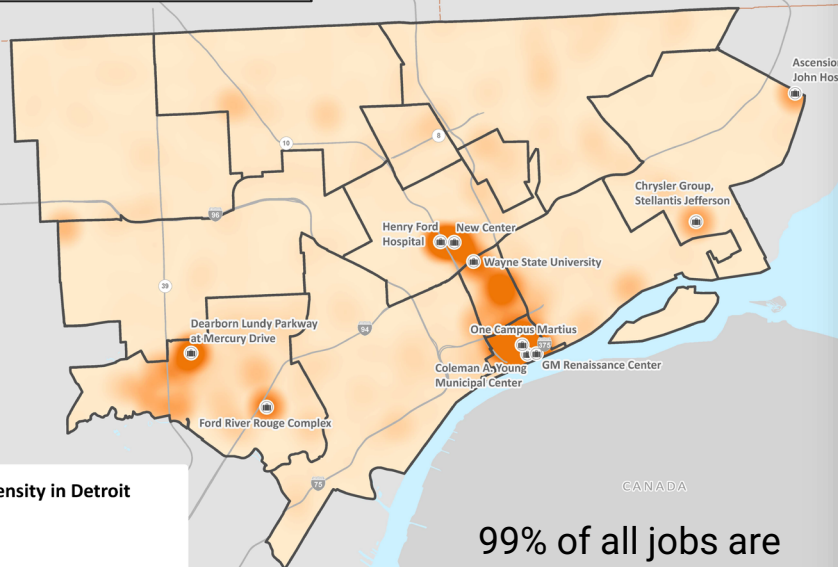 Ascension
John Hos
10
8
Chrysler Group,
Stellantis Jefferson
96
Henry Ford
Hospital
New Center
Wayne State University
39
Dearborn Lundy Parkway
at Mercury Drive
94
One Campus Martius
375
Coleman A. Young
Municipal Center
GM Renaissance Center
Ford River Rouge Complex
75
CANADA
ensity in Detroit
99% of all jobs are